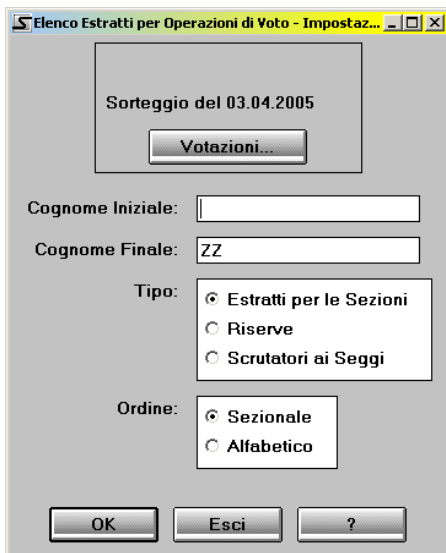 Elenco Estratti per Operazioni di Voto - Impostaz...
Sorteggio del 03.04.2005
Votazioni...
Cognome Iniziale:
Cognome Finale: ZZ
Tipo:
Estratti per le Sezioni
Riserve
Scrutatori ai Seggi
Ordine:
Sezionale
Alfabetico
OK Esci ?